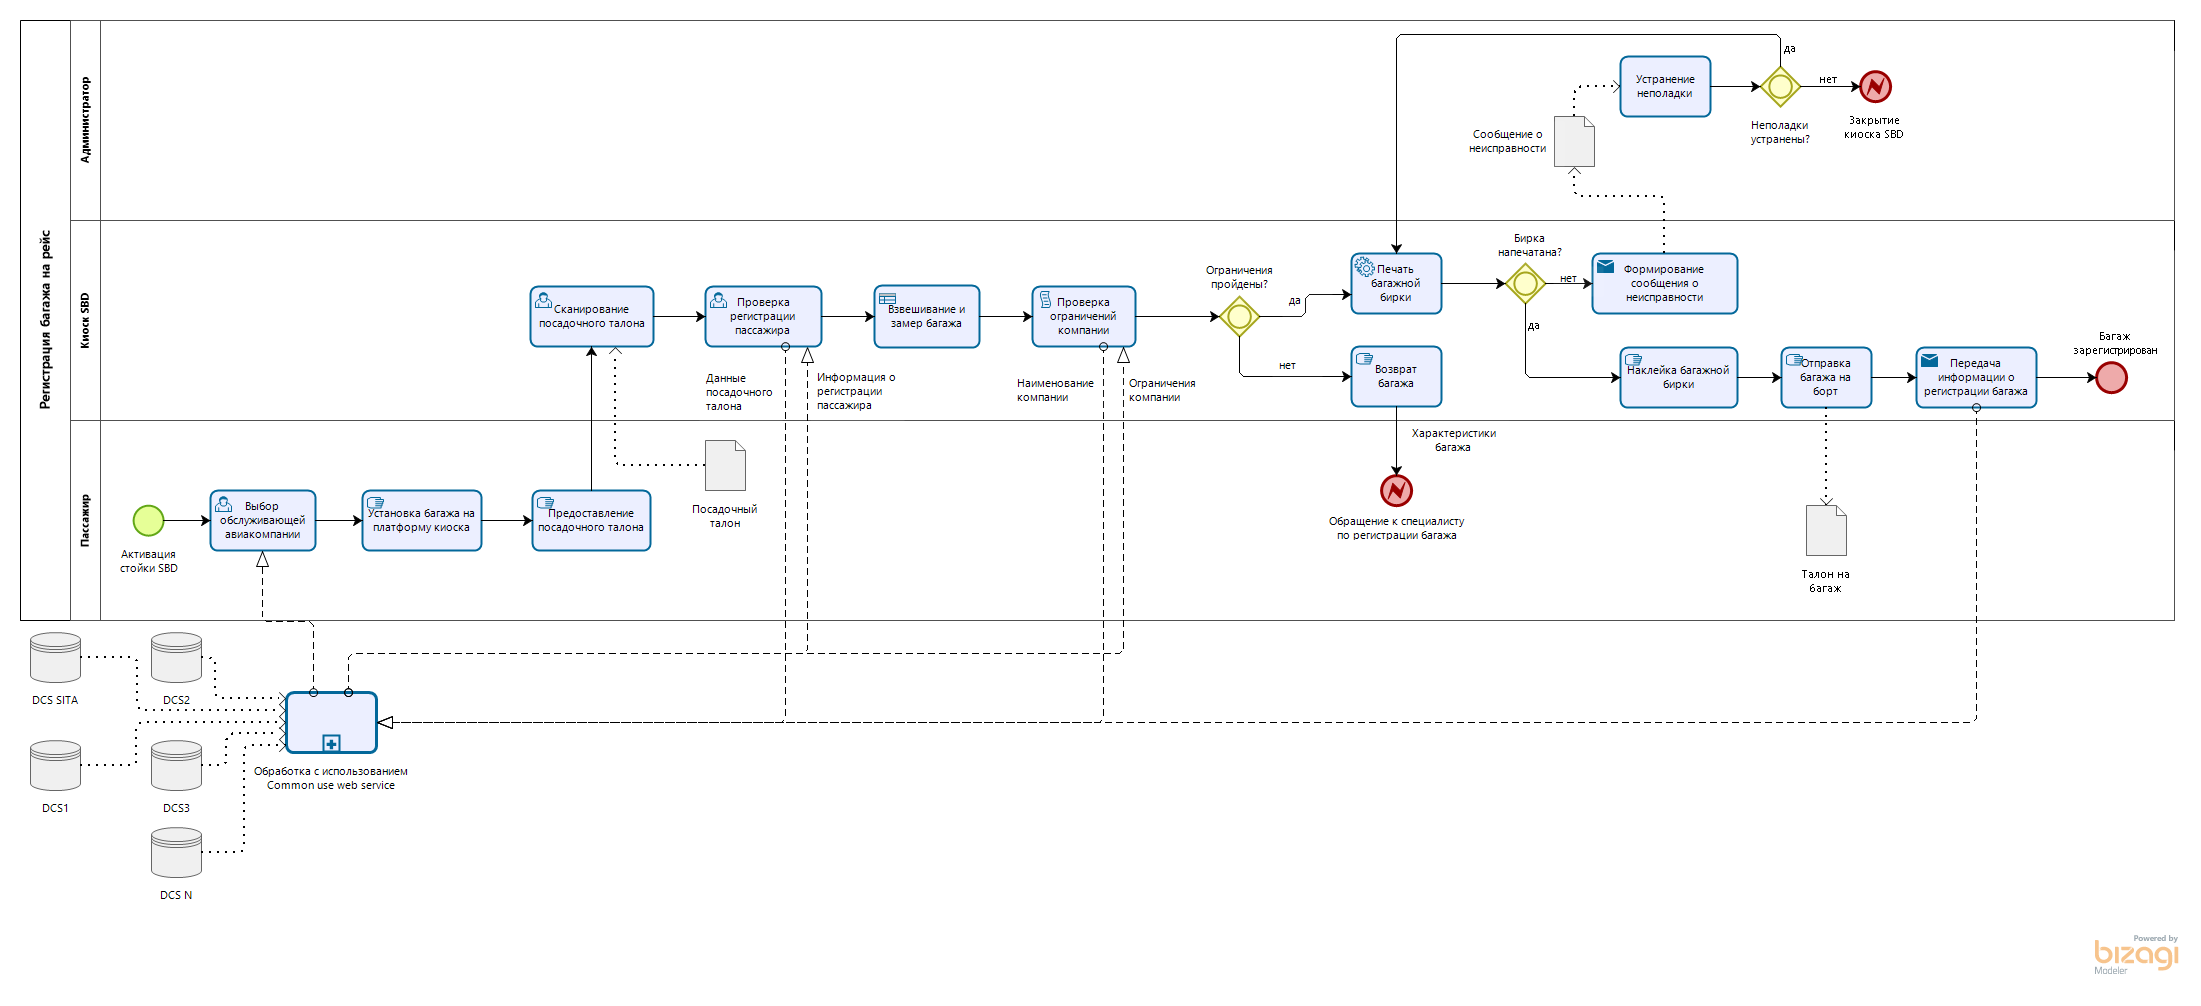 Регистрация багажа на рейс
Администратор
Устранение
неполадки
да
нет
Неполадки
устранены?
Закрытие
киоска SBD
Сообщение о
неисправности
Киоск SBD
Сканирование
посадочного талона
Проверка
регистрации
пассажира
Взвешивание и
замер багажа
Проверка
ограничений
компании
Ограничения
пройдены?
да
нет
Печать
багажной
бирки
Возврат
багажа
Бирка
напечатана?
нет
да
Формирование
сообщения о
неисправности
Наклейка багажной
бирки
Отправка
багажа на
борт
Передача
информации о
регистрации багажа
Багаж
зарегистрирован
Данные
посадочного
талона
Информация о
регистрации
пассажира
Наименование
компании
Ограничения
компании
Пассажир
Активация
стойки SBD
Выбор
обслуживающей
авиакомпании
Установка багажа на
платформу киоска
Предоставление
посадочного талона
Посадочный
талон
Характеристики
багажа
Обращение к специалисту
по регистрации багажа
Талон на
багаж
DCS SITA
DCS2
DCS1
DCS3
DCS N
Обработка с использованием
Common use web service
Powered by
bizagi
Modeler